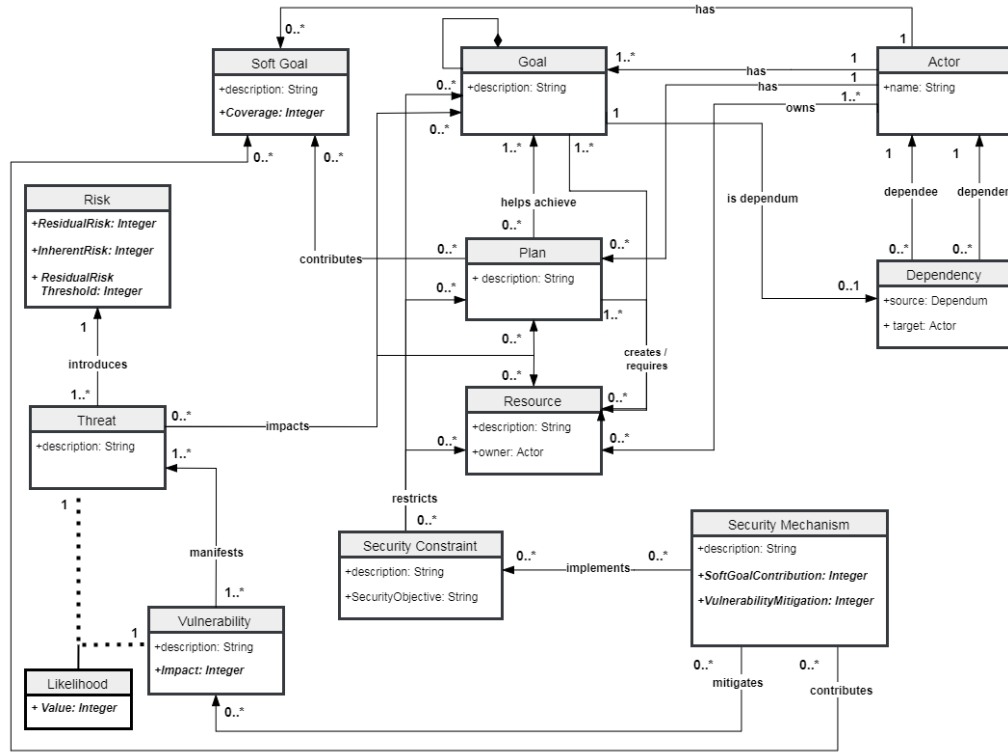 has
0..*
1
Soft Goal
+description: String
+Coverage: Integer
Goal
+description: String
Actor
+name: String
1..*
1
has
1
has
1..*
owns
0..*
0..*
1
0..*
0..*
1..*
1..*
1
1
Risk
+ResidualRisk: Integer
+InherentRisk: Integer
+ ResidualRisk
Threshold: Integer
helps achieve
is dependum
dependee
depender
0..*
contributes
0..*
0..*
0..*
0..*
Plan
+ description: String
0..*
0..1
Dependency
+source: Dependum
+ target: Actor
1
1..*
0..*
introduces
creates /
requires
1..*
0..*
Threat
+description: String
0..*
impacts
Resource
+description: String
+owner: Actor
0..*
0..*
0..*
1..*
1
restricts
0..*
Security Constraint
+description: String
+SecurityObjective: String
0..*
implements
0..*
Security Mechanism
+description: String
+SoftGoalContribution: Integer
+VulnerabilityMitigation: Integer
manifests
1..*
1
Vulnerability
+description: String
+Impact: Integer
0..*
Likelihood
+ Value: Integer
0..*
mitigates
0..*
contributes